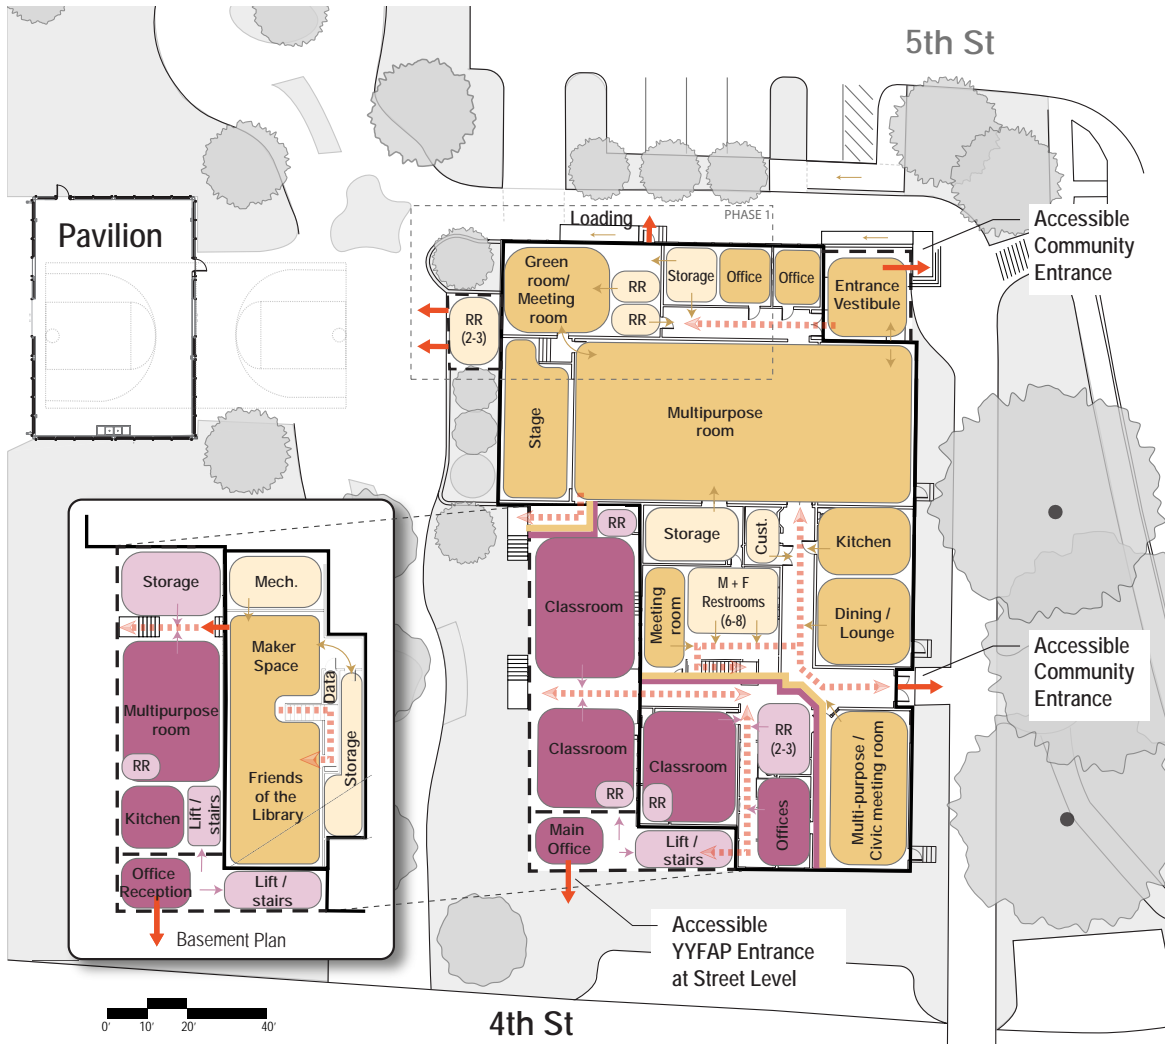 5th St
PHASE 1
Loading
Accessible
Community
Entrance
Pavilion
Green
room/
Meeting
room
RR
RR
Storage
Office
Office
Entrance
Vestibule
RR
(2-3)
Stage
Multipurpose
room
RR
Storage
Cust.
Kitchen
Classroom
Meeting
room
M + F
Restrooms
(6-8)
Dining /
Lounge
Accessible
Community
Entrance
Classroom
RR
Classroom
RR
RR
(2-3)
Offices
Multi-purpose /
Civic meeting room
Main
Office
Lift /
stairs
Accessible
YYFAP Entrance
at Street Level
Storage
Mech.
Maker
Space
Data
Storage
Multipurpose
room
RR
Friends
of the
Library
Kitchen
Lift /
stairs
Office
Reception
Lift /
stairs
Basement Plan
0'
10'
20'
40'
4th St